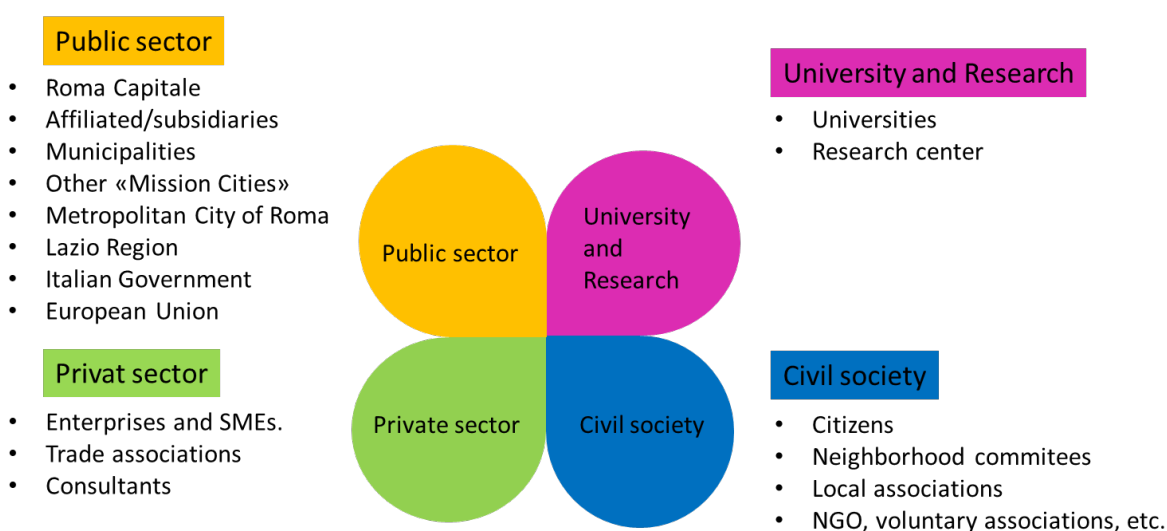 Public sector
• Roma Capitale
• Affiliated/subsidiaries
• Municipalities
• Other «Mission Cities»
• Metropolitan City of Roma
• Lazio Region
• Italian Government
• European Union
Privat sector
• Enterprises and SMEs.
• Trade associations
• Consultants
Public sector
University
and
Research
Private sector
Civil society
University and Research
• Universities
• Research center
Civil society
• Citizens
• Neighborhood commitees
• Local associations
• NGO, voluntary associations, etc.